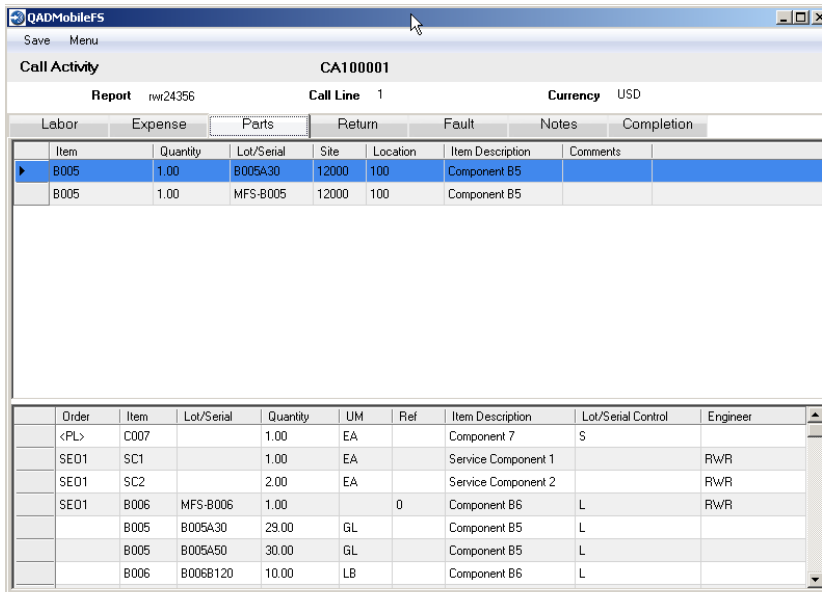 QADMobileFS
Save Menu
Call Activity CA100001
Report rwr24356 Call Line 1 Currency USD
Labor Expense Parts Return Fault Notes Completion
Item Quantity Lot/Serial Site Location Item Description Comments
B005 1.00 B005A30 12000 100 Component B5
B005 1.00 MFS-B005 12000 100 Component B5
Order Item Lot/Serial Quantity UM Ref Item Description Lot/Serial Control Engineer
<PL> C007 1.00 EA Component 7 S
SEO1 SC1 1.00 EA Service Component 1 RWR
SEO1 SC2 2.00 EA Service Component 2 RWR
SEO1 B006 MFS-B006 1.00 0 Component B6 L RWR
B005 B005A30 29.00 GL Component B5 L
B005 B005A50 30.00 GL Component B5 L
B006 B006B120 10.00 LB Component B6 L